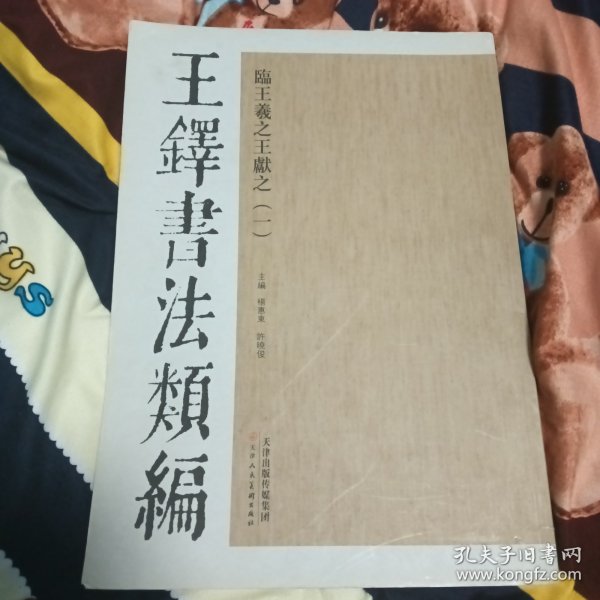 王鐸書法類編
臨王羲之王獻之（一）
主編 楊惠東 許曉俊
天津出版传媒集团
天津人民美術出版社
ys
孔夫子旧书网
www.kongfz.com